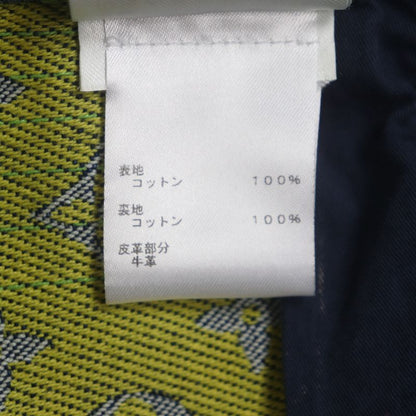 表地
コットン 100%
裏地
コットン 100%
皮革部分
牛革